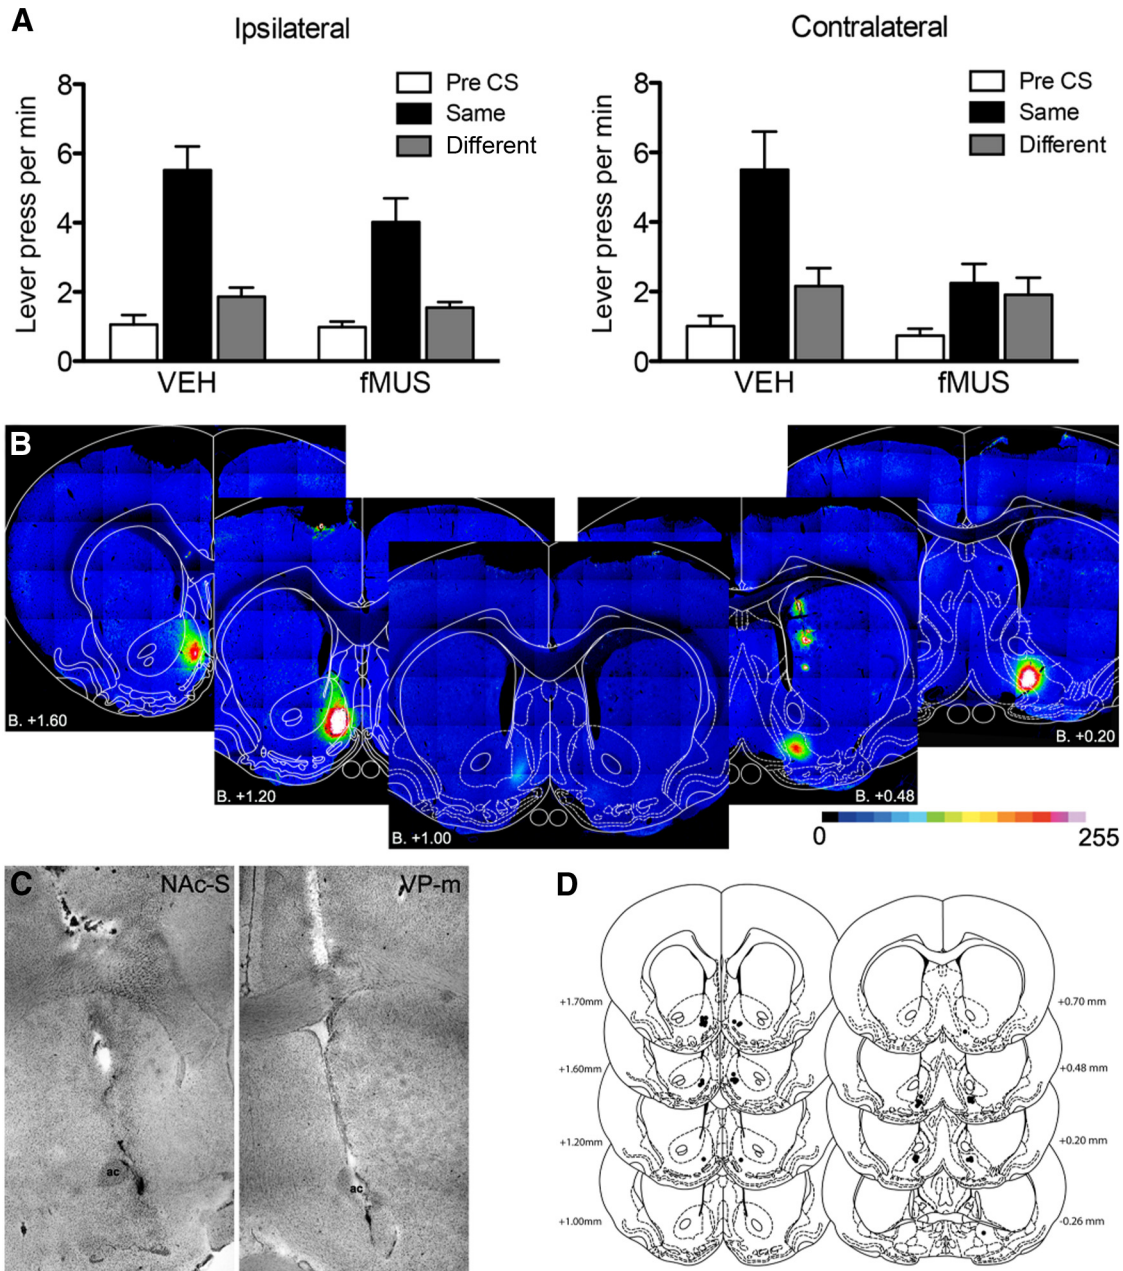 A
Ipsilateral
Contralateral
Lever press per min
8
6
4
2
0
Pre CS
Same
Different
VEH
fMUS
Lever press per min
8
6
4
2
0
Pre CS
Same
Different
VEH
fMUS
B
B. +1.60
B. +1.20
B. +1.00
B. +0.48
B. +0.20
0
255
C
NAc-S
ac
VP-m
ac
D
+1.70mm
+1.60mm
+1.20mm
+1.00mm
+0.70 mm
+0.48 mm
+0.20 mm
-0.26 mm